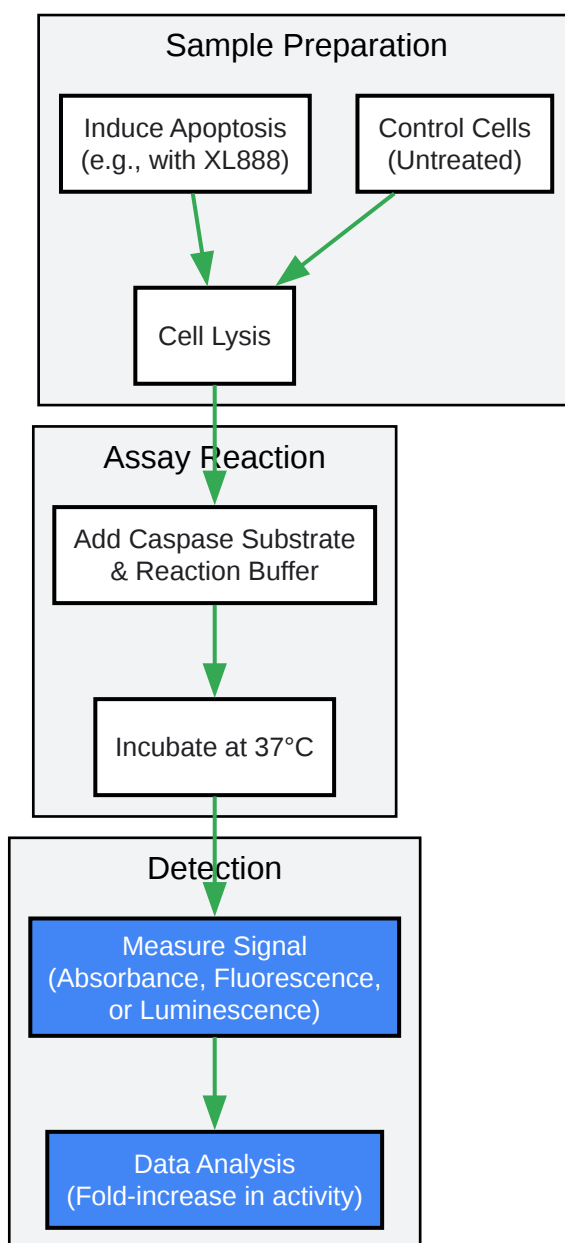 Sample Preparation
Induce Apoptosis
(e.g., with XL888)
Control Cells
(Untreated)
Cell Lysis
Assay Reaction
Add Caspase Substrate
& Reaction Buffer
Incubate at 37°C
Detection
Measure Signal
(Absorbance, Fluorescence,
or Luminescence)
Data Analysis
(Fold-increase in activity)